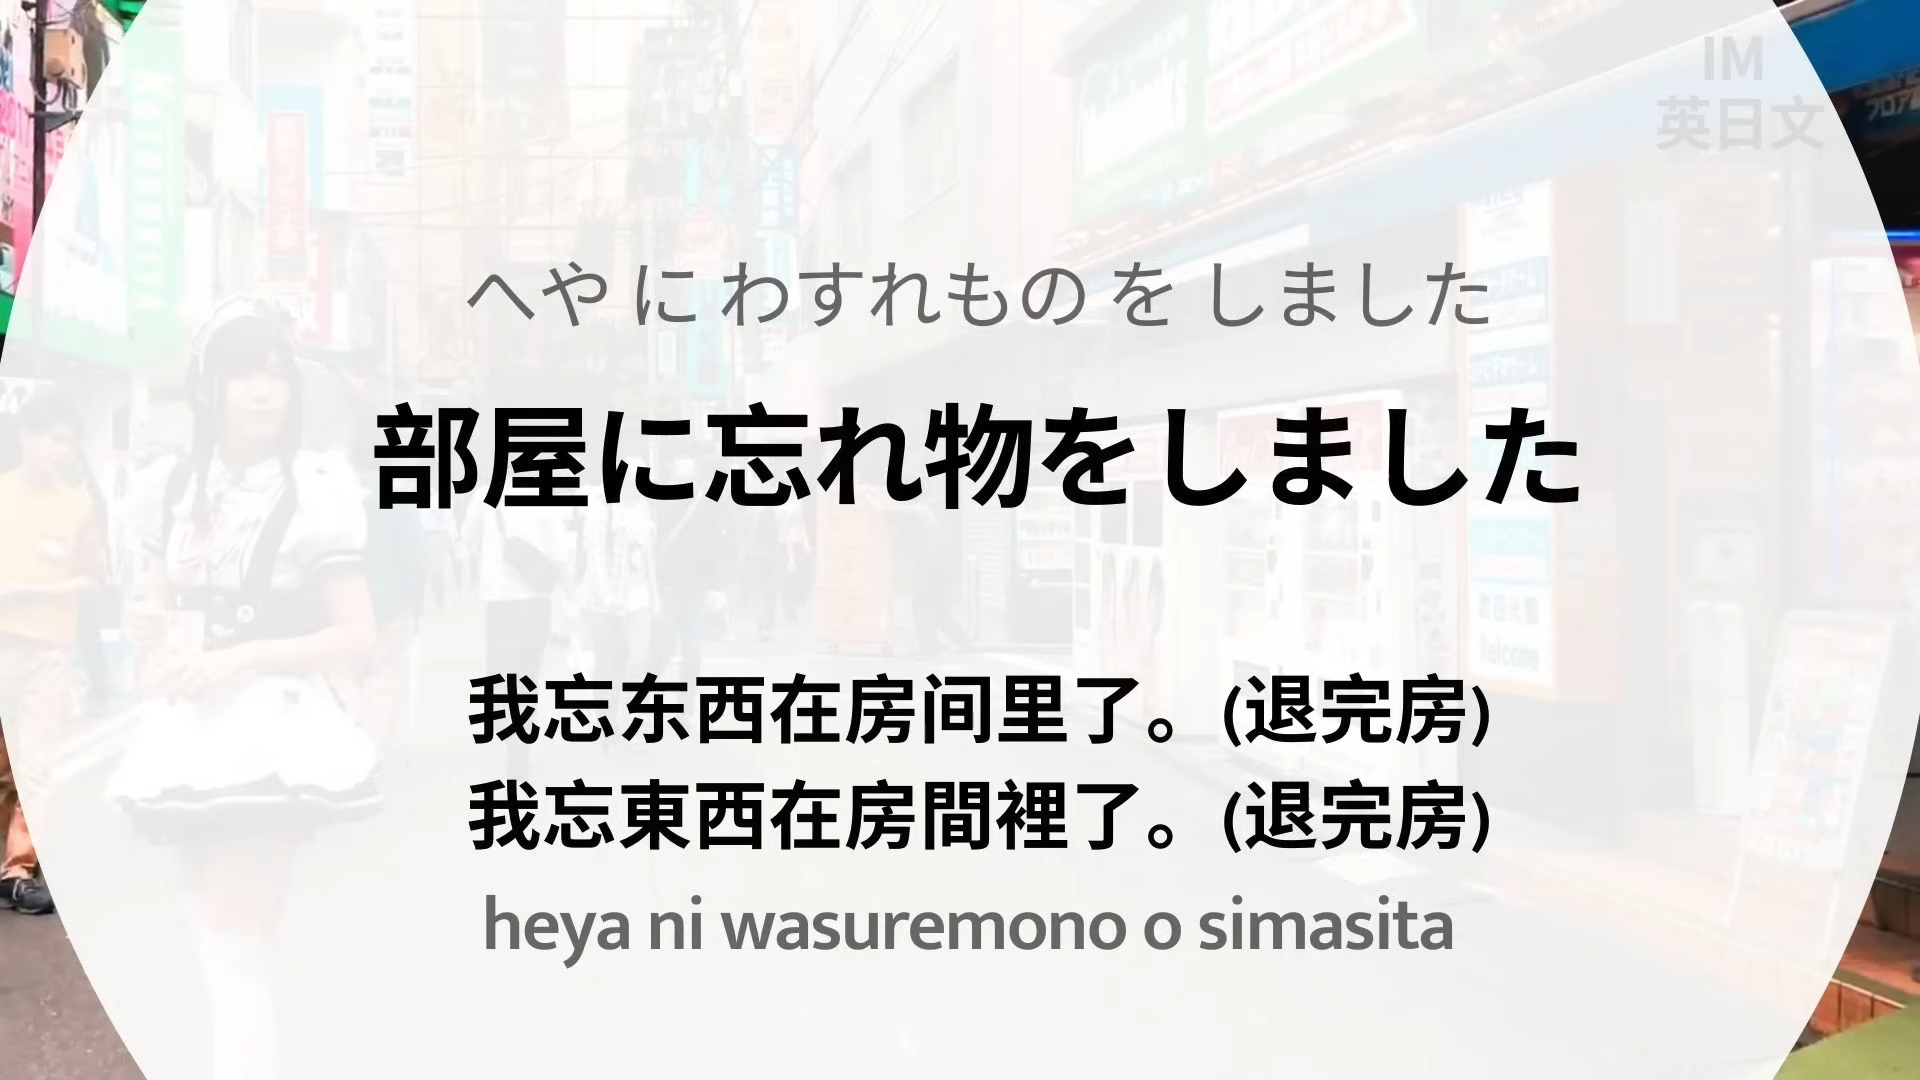 IM
英日文
へや に わすれもの を しました
部屋に忘れ物をしました
我忘东西在房间里了。(退完房)
我忘東西在房間裡了。(退完房)
heya ni wasuremono o simasita
Welcome